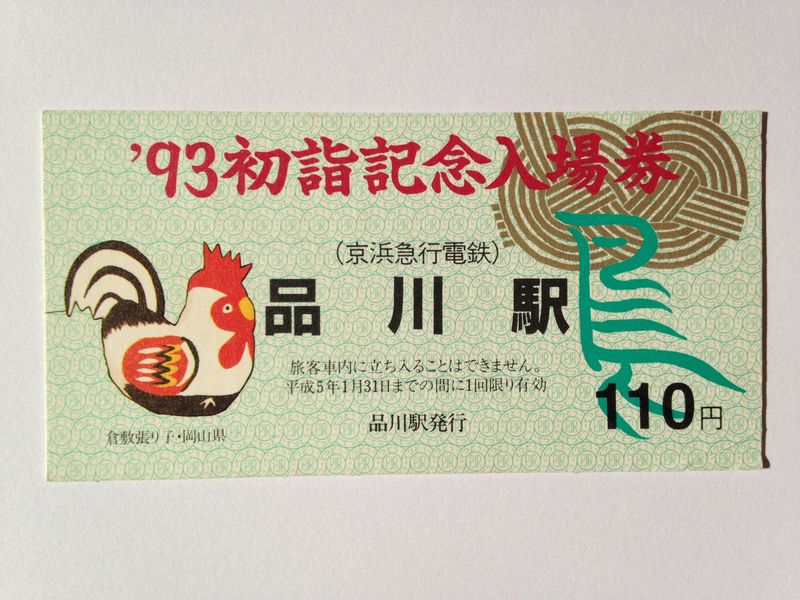 ’93初詣記念入場券
(京浜急行電鉄)
品川駅
旅客車内に立ち入ることはできません。
平成5年1月31日までの間に1回限り有効
品川駅発行
110円
倉敷張り子・岡山県